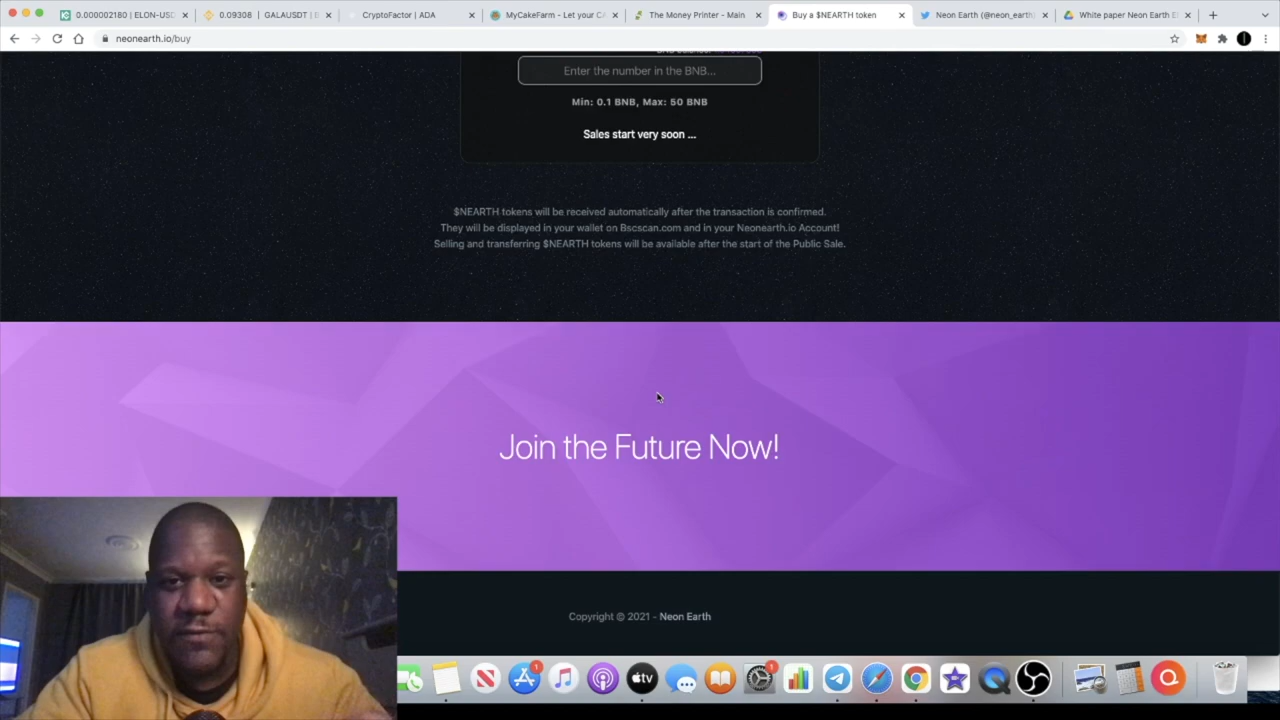 0.000002180 | ELON-USD
0.09308 | GALAUSDT |
CryptoFactor | ADA
MyCakeFarm - Let your CA
The Money Printer - Main
Buy a $NEARTH token
Neon Earth (@neon_earth)
White paper Neon Earth E
neonearth.io/buy
Enter the number in the BNB...
Min: 0.1 BNB, Max: 50 BNB
Sales start very soon ...
$NEARTH tokens will be received automatically after the transaction is confirmed.
They will be displayed in your wallet on Bscscan.com and in your Neonearth.io Account!
Selling and transferring $NEARTH tokens will be available after the start of the Public Sale.
Join the Future Now!
Copyright © 2021 - Neon Earth
tv
1
1